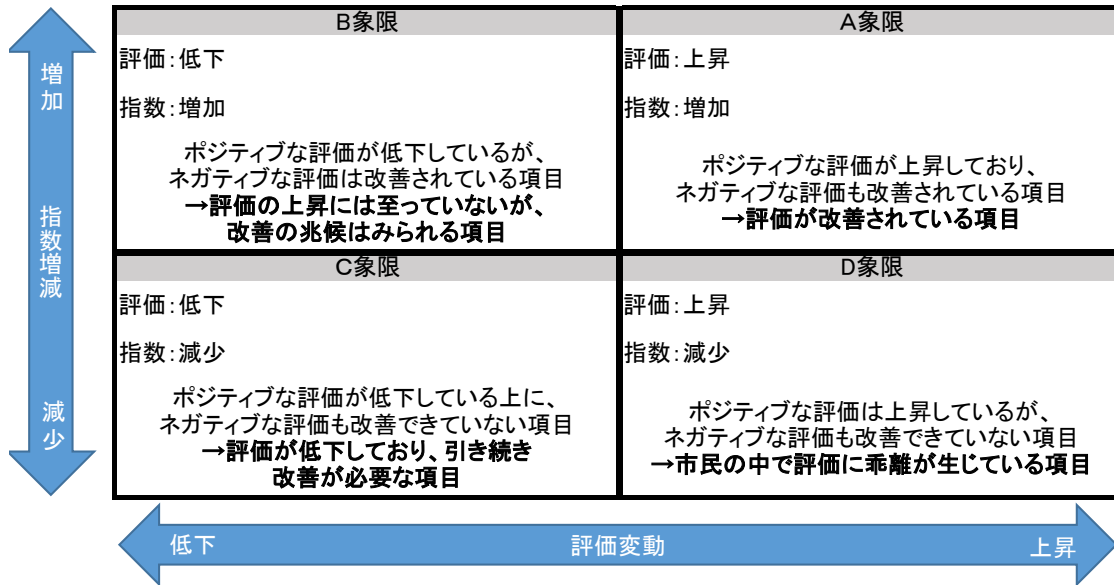 増加
指数増減
減少
B象限
評価:低下
指数:増加
ポジティブな評価が低下しているが、
ネガティブな評価は改善されている項目
→評価の上昇には至っていないが、
改善の兆候はみられる項目
A象限
評価:上昇
指数:増加
ポジティブな評価が上昇しており、
ネガティブな評価も改善されている項目
→評価が改善されている項目
C象限
評価:低下
指数:減少
ポジティブな評価が低下している上に、
ネガティブな評価も改善できていない項目
→評価が低下しており、引き続き
改善が必要な項目
D象限
評価:上昇
指数:減少
ポジティブな評価は上昇しているが、
ネガティブな評価も改善できていない項目
→市民の中で評価に乖離が生じている項目
低下
評価変動
上昇